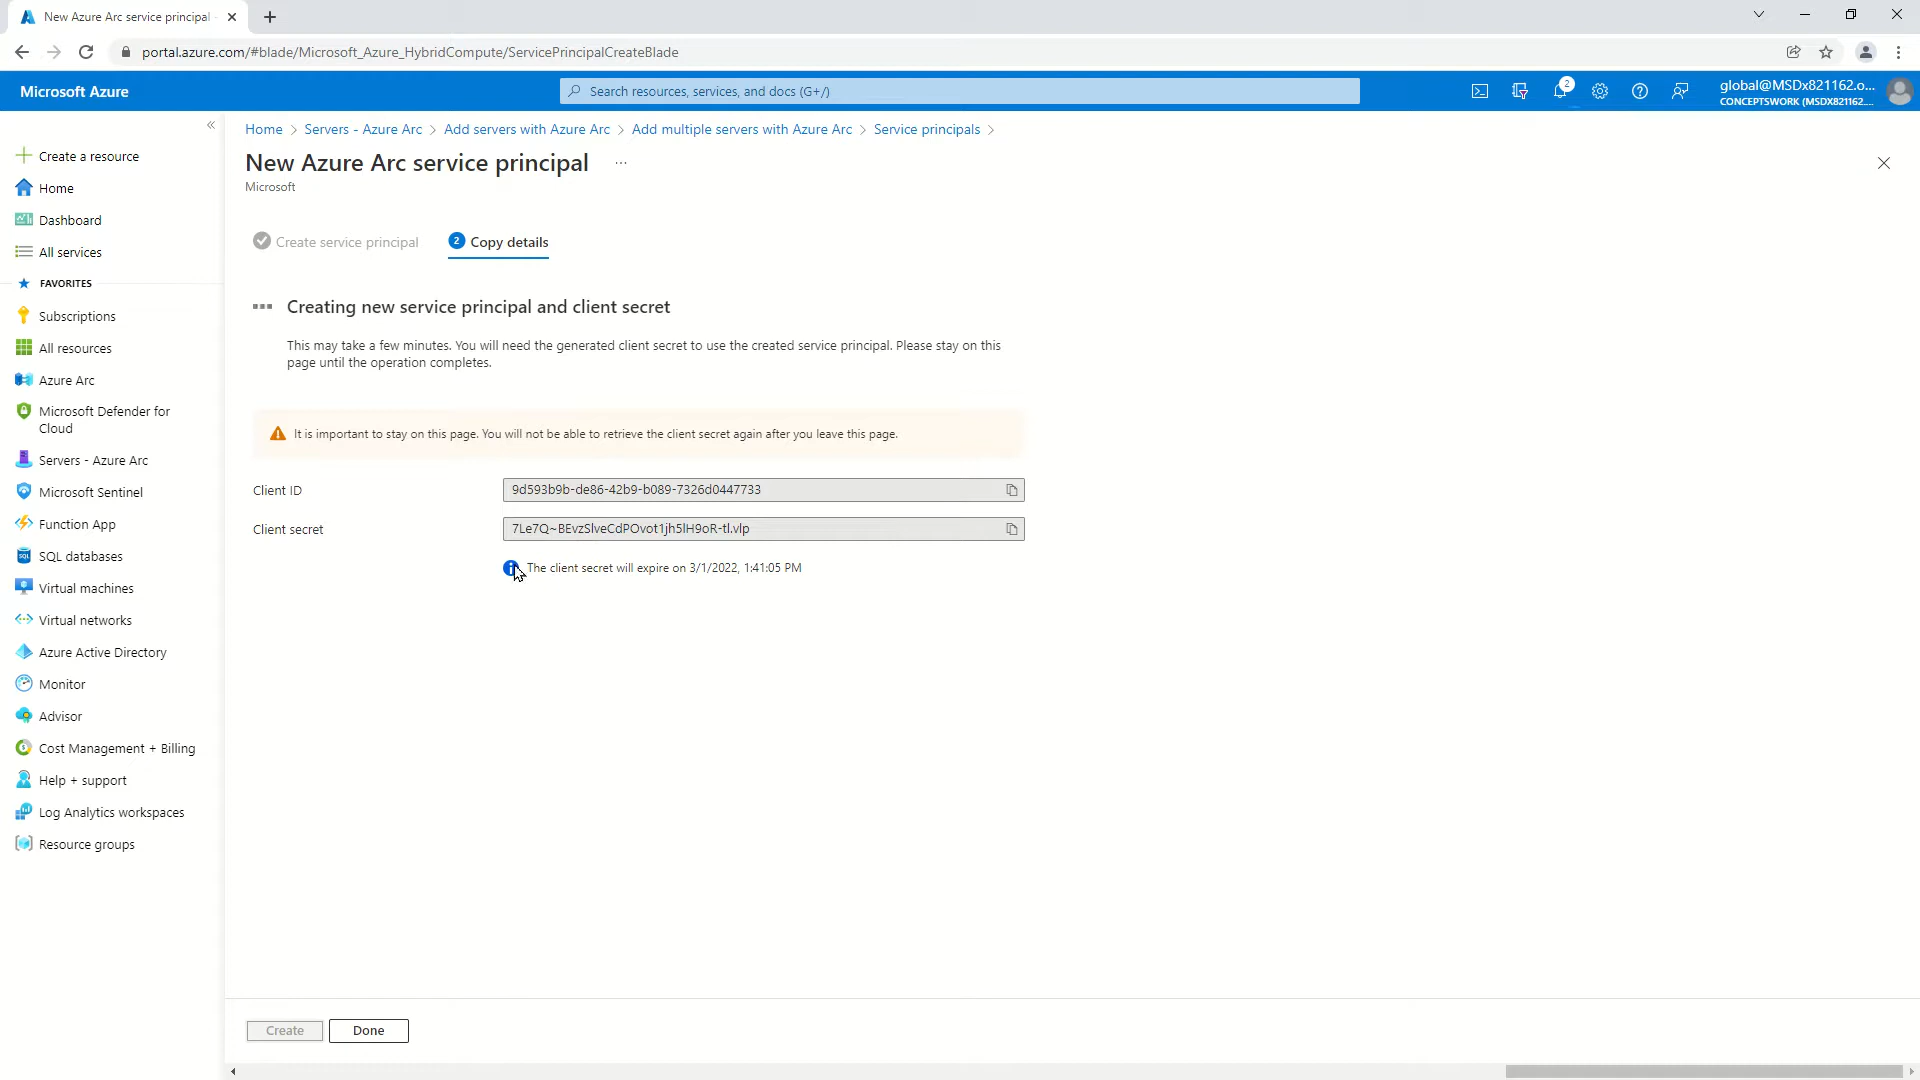 New Azure Arc service principal
portal.azure.com/#blade/Microsoft_Azure_HybridCompute/ServicePrincipalCreateBlade
Microsoft Azure
Search resources, services, and docs (G+/)
2
global@MSDx821162.o...
CONCEPTSWORK (MSDX821162....
Home > Servers - Azure Arc > Add servers with Azure Arc > Add multiple servers with Azure Arc > Service principals >
New Azure Arc service principal ...
Microsoft
Create a resource
Home
Dashboard
All services
FAVORITES
Subscriptions
All resources
Azure Arc
Microsoft Defender for
Cloud
Servers - Azure Arc
Microsoft Sentinel
Function App
SQL databases
Virtual machines
Virtual networks
Azure Active Directory
Monitor
Advisor
Cost Management + Billing
Help + support
Log Analytics workspaces
Resource groups
Create service principal
2 Copy details
Creating new service principal and client secret
This may take a few minutes. You will need the generated client secret to use the created service principal. Please stay on this
page until the operation completes.
It is important to stay on this page. You will not be able to retrieve the client secret again after you leave this page.
Client ID
9d593b9b-de86-42b9-b089-7326d0447733
Client secret
7Le7Q~BEvzSlveCdPOvot1jh5lH9oR-tl.vlp
The client secret will expire on 3/1/2022, 1:41:05 PM
Create
Done